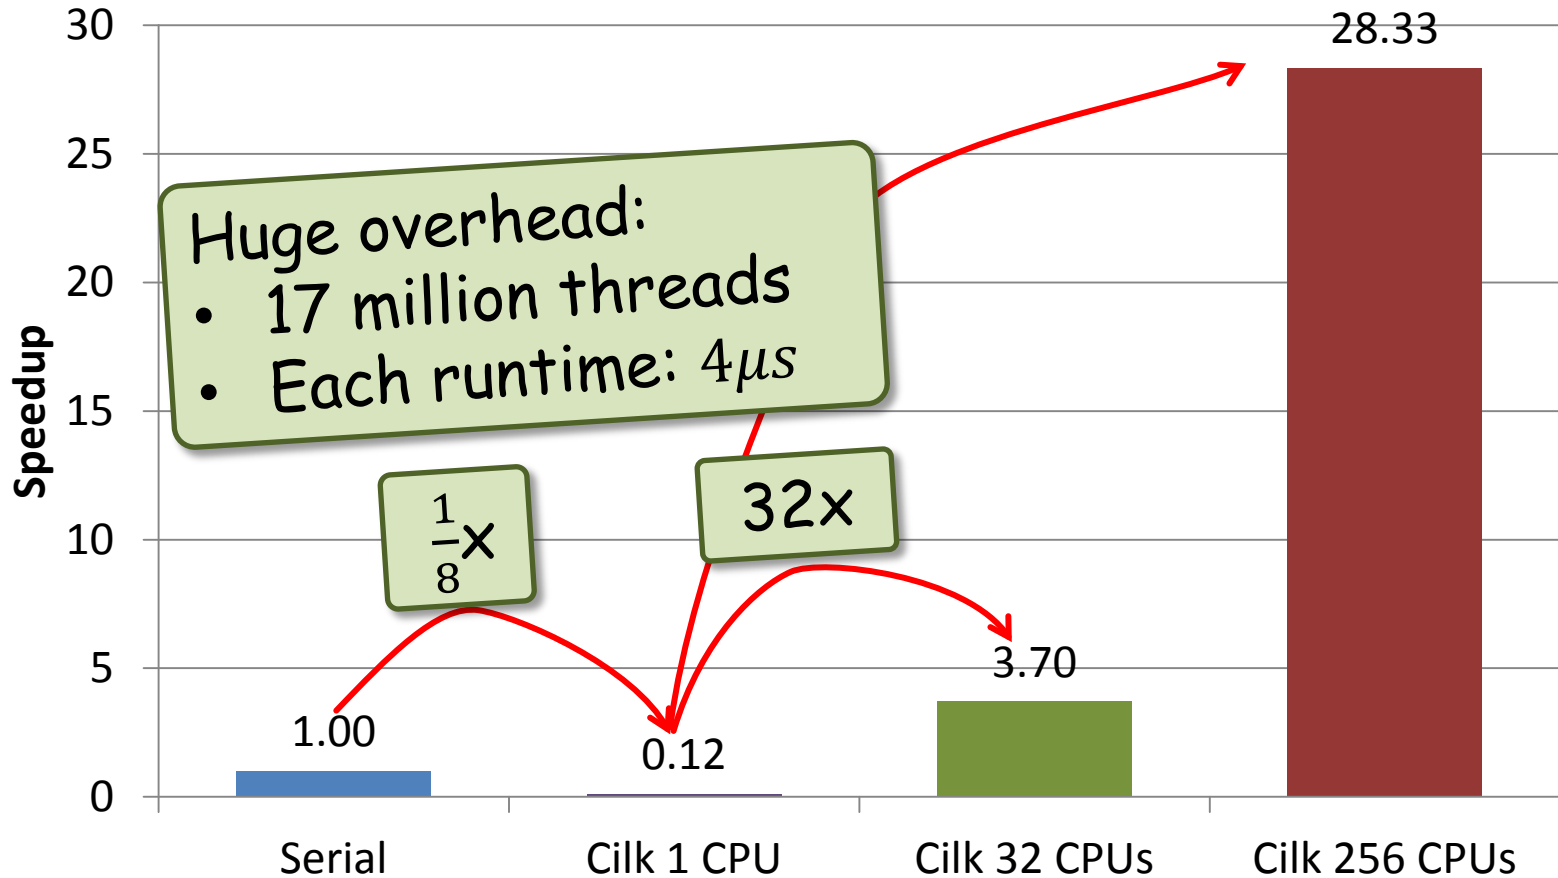 30
28.33
25
Huge overhead:
• 17 million threads
• Each runtime: 4μs
20
Speedup
15
1/8x
32x
10
5
3.70
1.00
0.12
0
Serial
Cilk 1 CPU
Cilk 32 CPUs
Cilk 256 CPUs